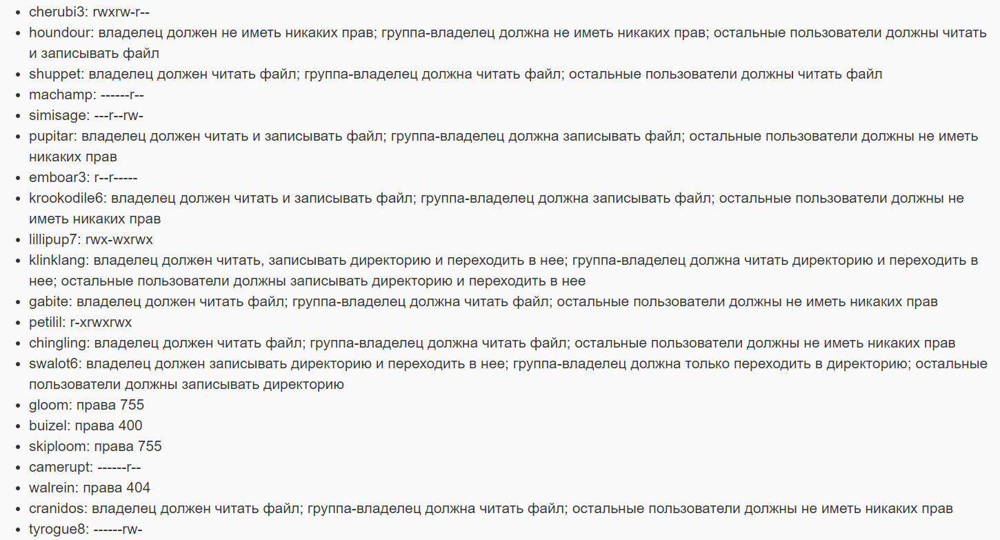 cherubi3: rwxrw-r--
houndour: владелец должен не иметь никаких прав; группа-владелец должна не иметь никаких прав; остальные пользователи должны читать
и записывать файл
shuppet: владелец должен читать файл; группа-владелец должна читать файл; остальные пользователи должны читать файл
machamp: ------r--
simisage: ---r--rw-
pupitar: владелец должен читать и записывать файл; группа-владелец должна записывать файл; остальные пользователи должны не иметь
никаких прав
emboar3: r--r-----
krookodile6: владелец должен читать и записывать файл; группа-владелец должна записывать файл; остальные пользователи должны не
иметь никаких прав
lillipup7: rwx-wxrwx
klinklang: владелец должен читать, записывать директорию и переходить в нее; группа-владелец должна читать директорию и переходить в
нее; остальные пользователи должны записывать директорию и переходить в нее
gabite: владелец должен читать файл; группа-владелец должна читать файл; остальные пользователи должны не иметь никаких прав
petilil: r-xrwxrwx
chingling: владелец должен читать файл; группа-владелец должна читать файл; остальные пользователи должны не иметь никаких прав
swalot6: владелец должен записывать директорию и переходить в нее; группа-владелец должна только переходить в директорию; остальные
пользователи должны записывать директорию
gloom: права 755
buizel: права 400
skiploom: права 755
camerupt: ------r--
walrein: права 404
cranidos: владелец должен читать файл; группа-владелец должна читать файл; остальные пользователи должны не иметь никаких прав
tyrogue8: ------rw-